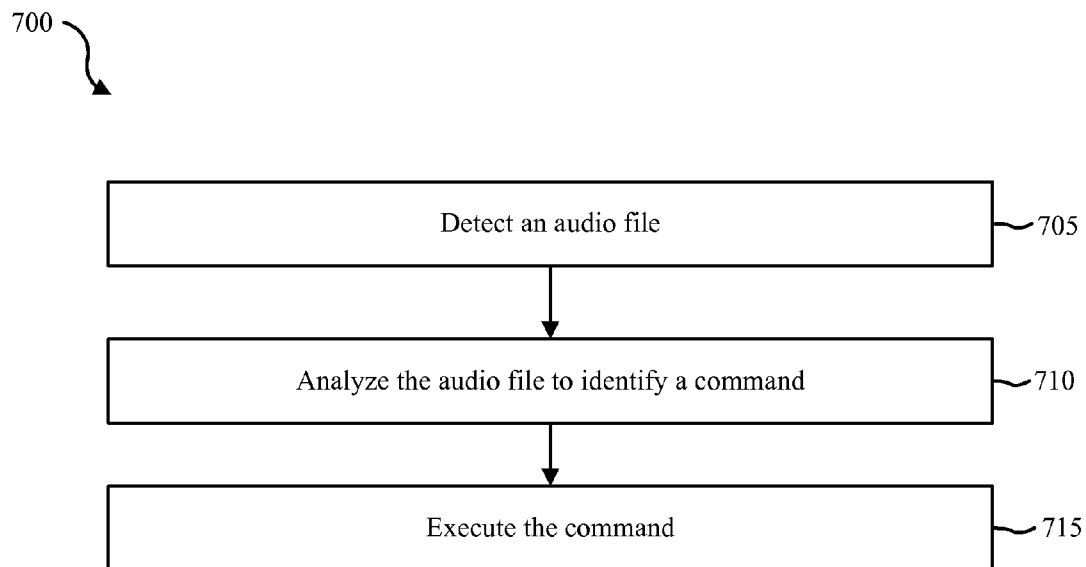 700
Detect an audio file
705
Analyze the audio file to identify a command
710
Execute the command
715